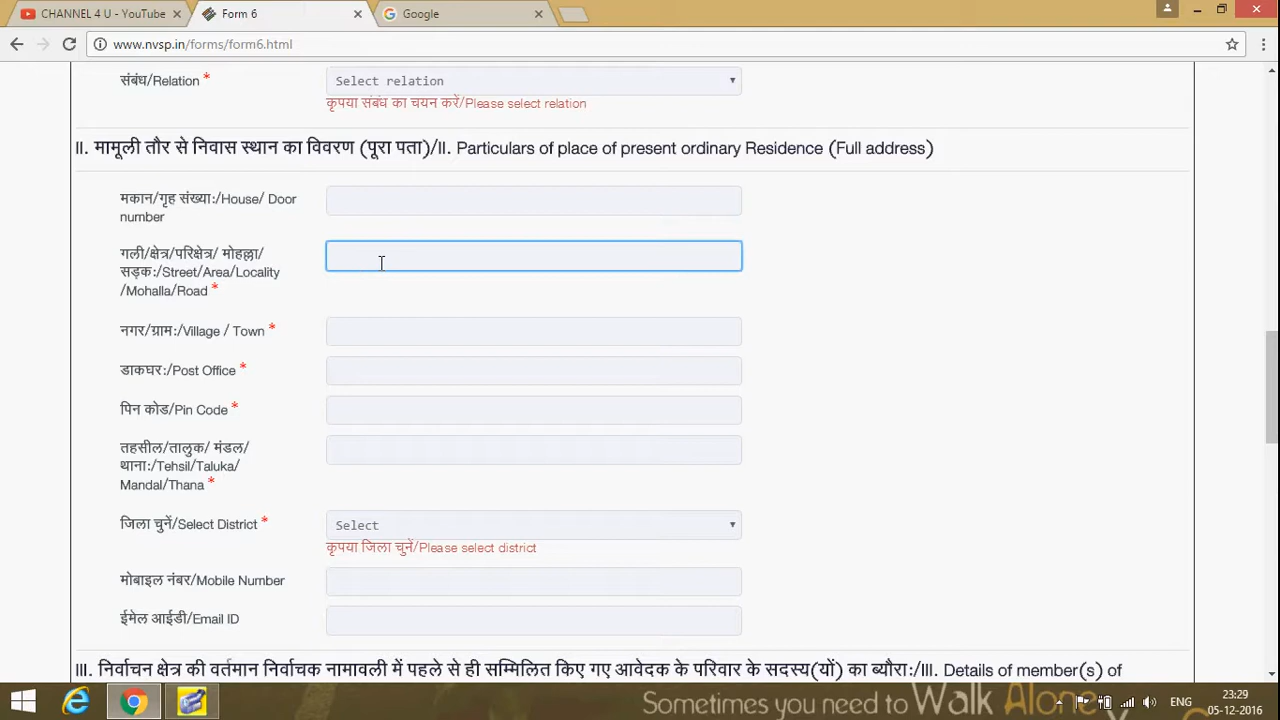 CHANNEL 4 U - YouTube
Form 6
Google
www.nvsp.in/forms/form6.html
संबंध/Relation *
Select relation
कृपया संबंध का चयन करें/Please select relation
II. मामूली तौर से निवास स्थान का विवरण (पूरा पता)/II. Particulars of place of present ordinary Residence (Full address)
मकान/गृह संख्या:/House/ Door
number
गली/क्षेत्र/परिक्षेत्र/ मोहल्ला/
सड़क:/Street/Area/Locality
/Mohalla/Road *
नगर/ग्राम:/Village / Town *
डाकघर:/Post Office *
पिन कोड/Pin Code *
तहसील/तालुक/ मंडल/
थाना:/Tehsil/Taluka/
Mandal/Thana *
जिला चुनें/Select District *
Select
कृपया जिला चुनें/Please select district
मोबाइल नंबर/Mobile Number
ईमेल आईडी/Email ID
III. निर्वाचन क्षेत्र की वर्तमान निर्वाचक नामावली में पहले से ही सम्मिलित किए गए आवेदक के परिवार के सदस्य(यों) का ब्यौरा:/III. Details of member(s) of
Sometimes you need to Walk Alone
ENG
23:29
05-12-2016